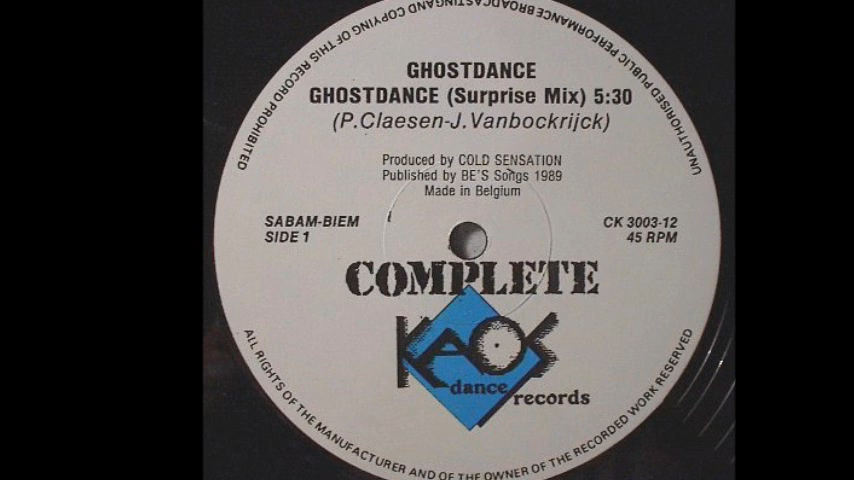 UNAUTHORISED PUBLIC PERFORMANCE BROADCASTING AND COPYING OF THIS RECORD PROHIBITED
GHOSTDANCE
GHOSTDANCE (Surprise Mix) 5:30
(P.Claesen-J.Vanbockrijck)
Produced by COLD SENSATION
Published by BE'S Songs 1989
Made in Belgium
SABAM-BIEM
SIDE 1
CK 3003-12
45 RPM
COMPLETE
KAOS
dance
records
ALL RIGHTS OF THE MANUFACTURER AND OF THE OWNER OF THE RECORDED WORK RESERVED